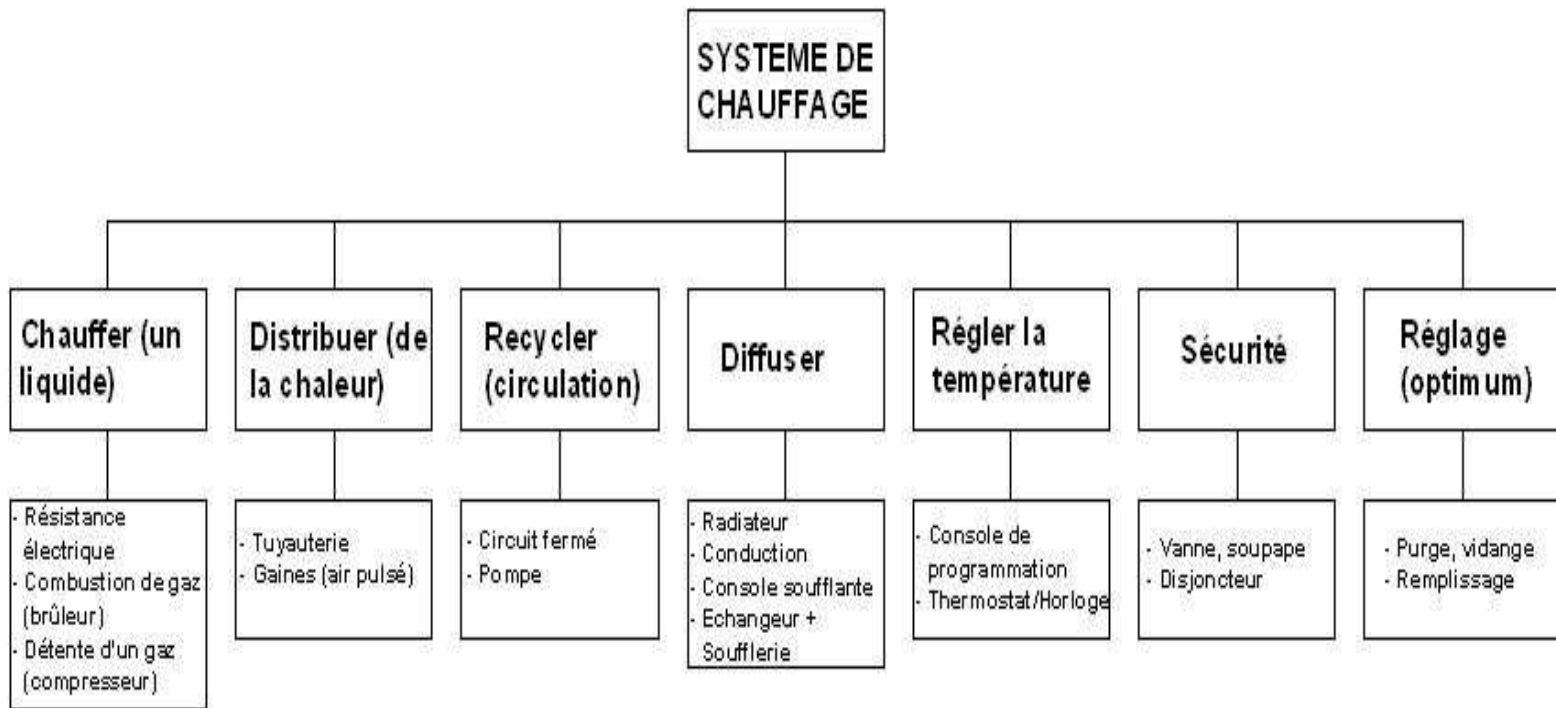 SYSTEME DE
CHAUFFAGE
Chauffer (un
liquide)
Distribuer (de
la chaleur)
Recycler
(circulation)
Diffuser
Régler la
température
Sécurité
Réglage
(optimum)
- Résistance
électrique
- Combustion de gaz
(brûleur)
- Détente d'un gaz
(compresseur)
- Tuyauterie
- Gaines (air pulsé)
- Circuit fermé
- Pompe
- Radiateur
- Conduction
- Console soufflante
- Echangeur +
Soufflerie
- Console de
programmation
- Thermostat/Horloge
- Vanne, soupape
- Disjoncteur
- Purge, vidange
- Remplissage